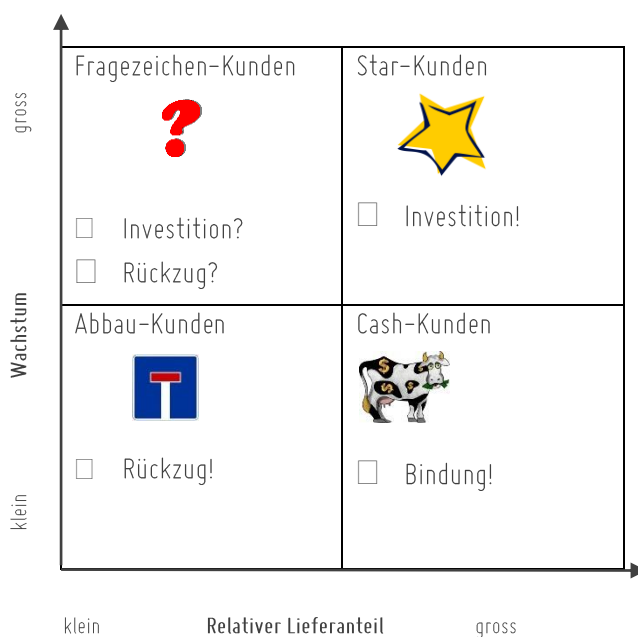 Fragezeichen-Kunden
?
Investition?
Rückzug?
Star-Kunden
Investition!
Abbau-Kunden
Rückzug!
Cash-Kunden
$ $ $
Bindung!
gross
Wachstum
klein
klein Relativer Lieferanteil gross